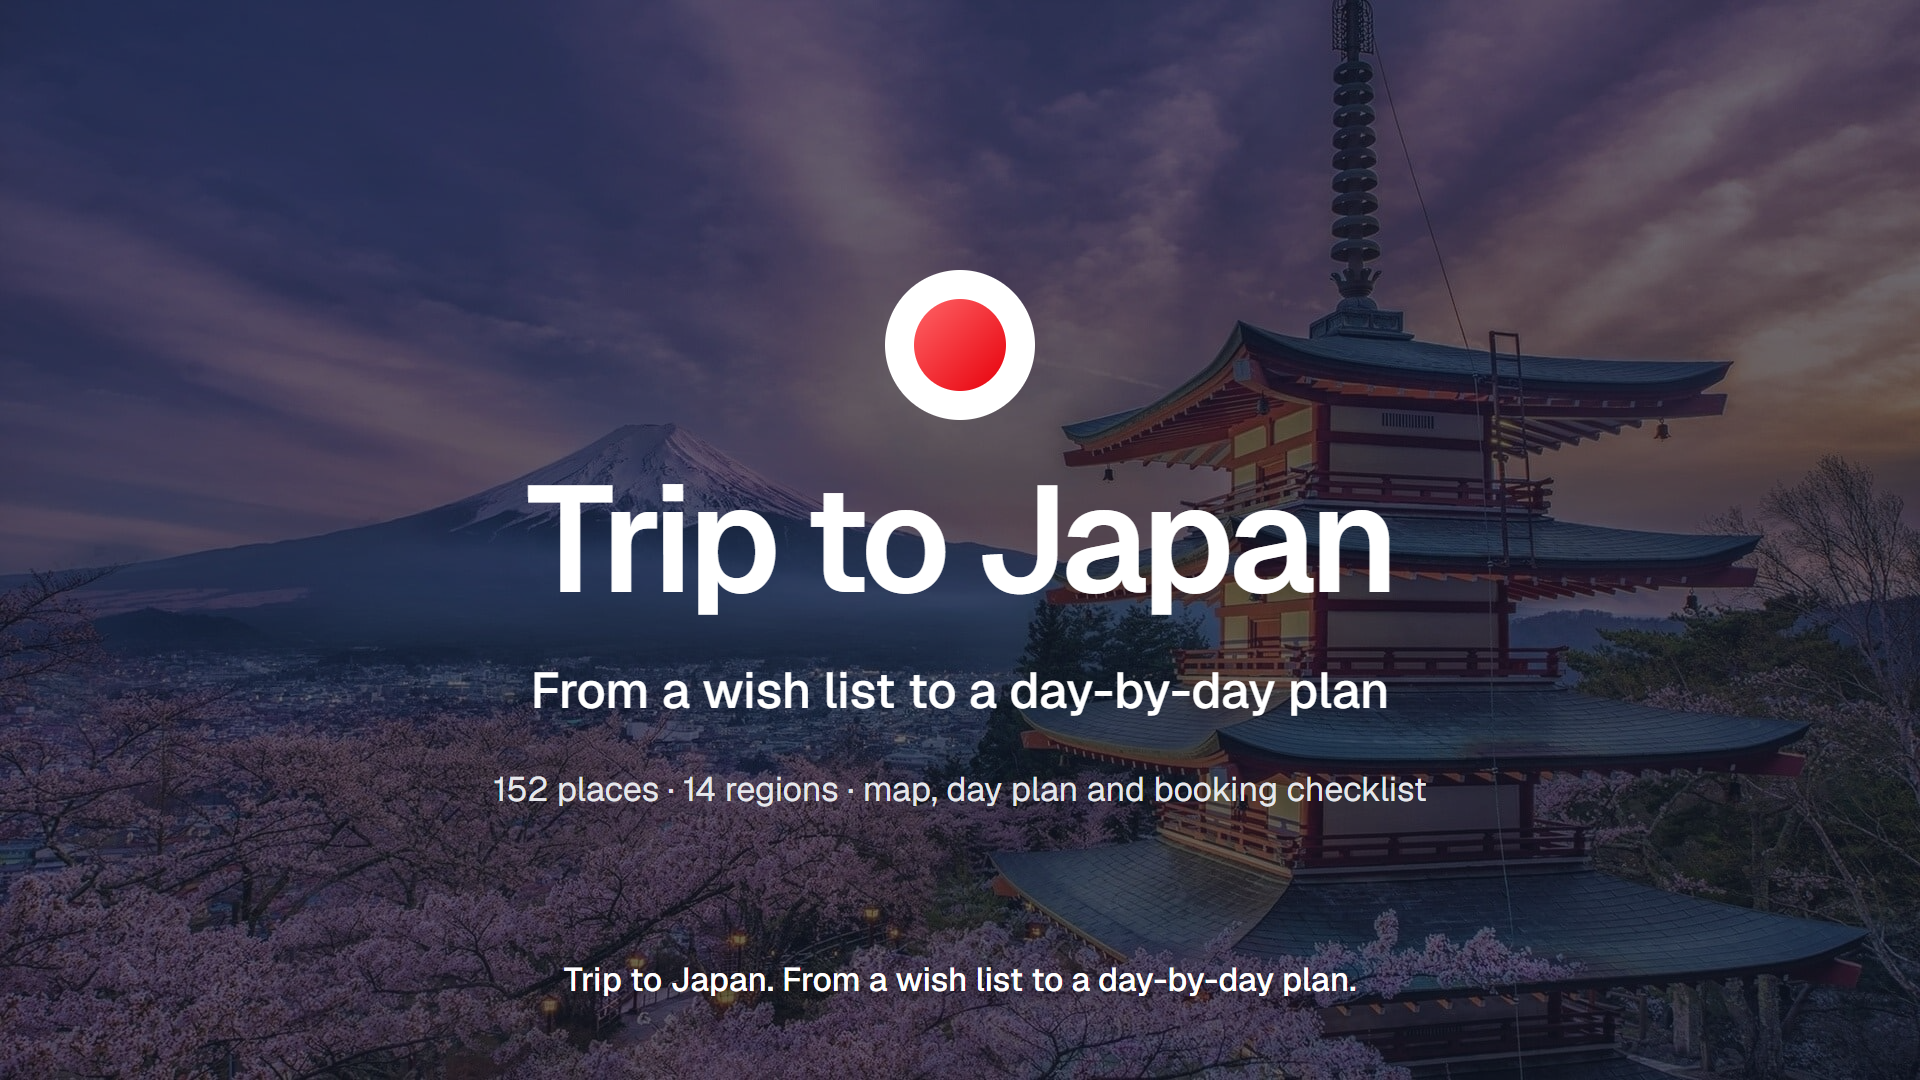 Trip to Japan
From a wish list to a day-by-day plan
152 places · 14 regions · map, day plan and booking checklist
Trip to Japan. From a wish list to a day-by-day plan.